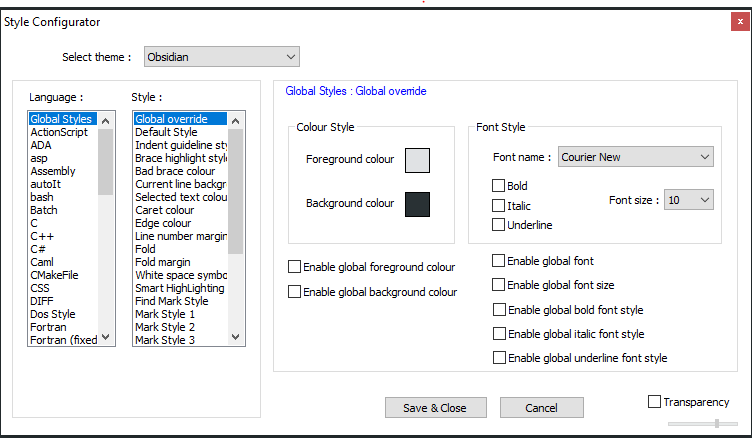 Style Configurator
x
Select theme : Obsidian
Language :
Style :
Global Styles
ActionScript
ADA
asp
Assembly
autoIt
bash
Batch
C
C++
C#
Caml
CMakeFile
CSS
DIFF
Dos Style
Fortran
Fortran (fixed
Global override
Default Style
Indent guideline sty
Brace highlight style
Bad brace colour
Current line backgro
Selected text colou
Caret colour
Edge colour
Line number margin
Fold
Fold margin
White space symbo
Smart HighLighting
Find Mark Style
Mark Style 1
Mark Style 2
Mark Style 3
Global Styles : Global override
Colour Style
Foreground colour
Background colour
Font Style
Font name : Courier New
Bold
Italic
Underline
Font size : 10
Enable global foreground colour
Enable global background colour
Enable global font
Enable global font size
Enable global bold font style
Enable global italic font style
Enable global underline font style
Save & Close
Cancel
Transparency